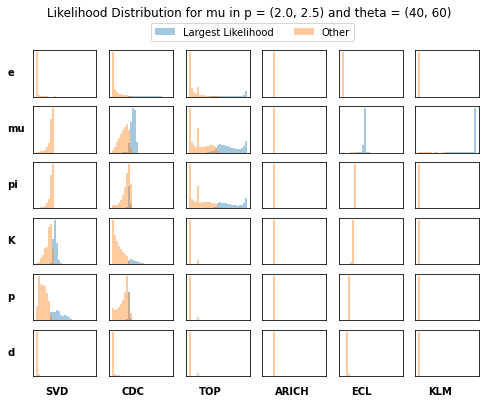 Likelihood Distribution for mu in p = (2.0, 2.5) and theta = (40, 60)
Largest Likelihood Other
e
mu
pi
K
p
d
SVD CDC TOP ARICH ECL KLM